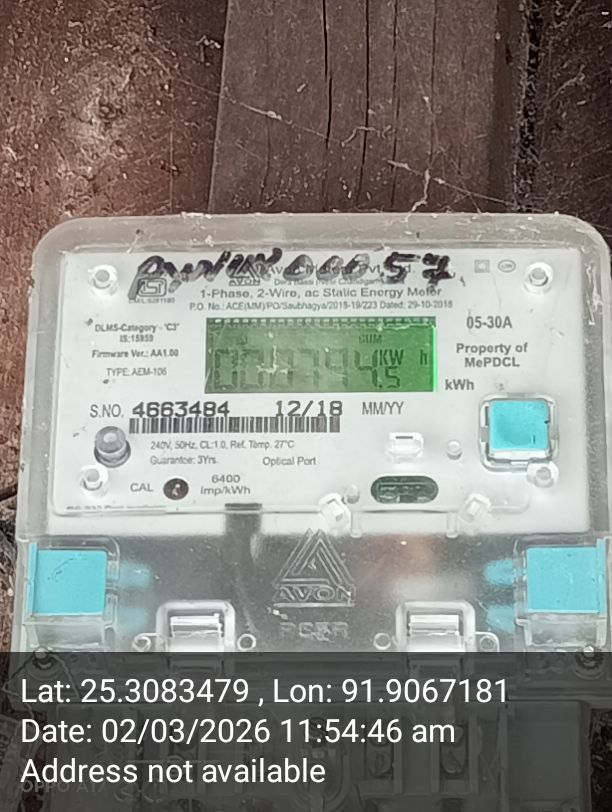 AVON
1-Phase, 2-Wire, ac Static Energy Meter
P.O. No.: ACE(MM)/PO/Saubhagya/2018-19/223 Dated: 29-10-2018
DLMS-Category - 'C3'
IS:15959
Firmware Ver.: AA1.00
TYPE: AEM-106
CUM
KW h
05-30A
Property of
MePDCL
kWh
S.NO. 4663484 12/18 MM/YY
240V, 50Hz, CL:1.0, Ref. Temp. 27°C
Guarantee: 3Yrs. Optical Port
CAL 6400
imp/kWh
AVON
Lat: 25.3083479 , Lon: 91.9067181
Date: 02/03/2026 11:54:46 am
Address not available